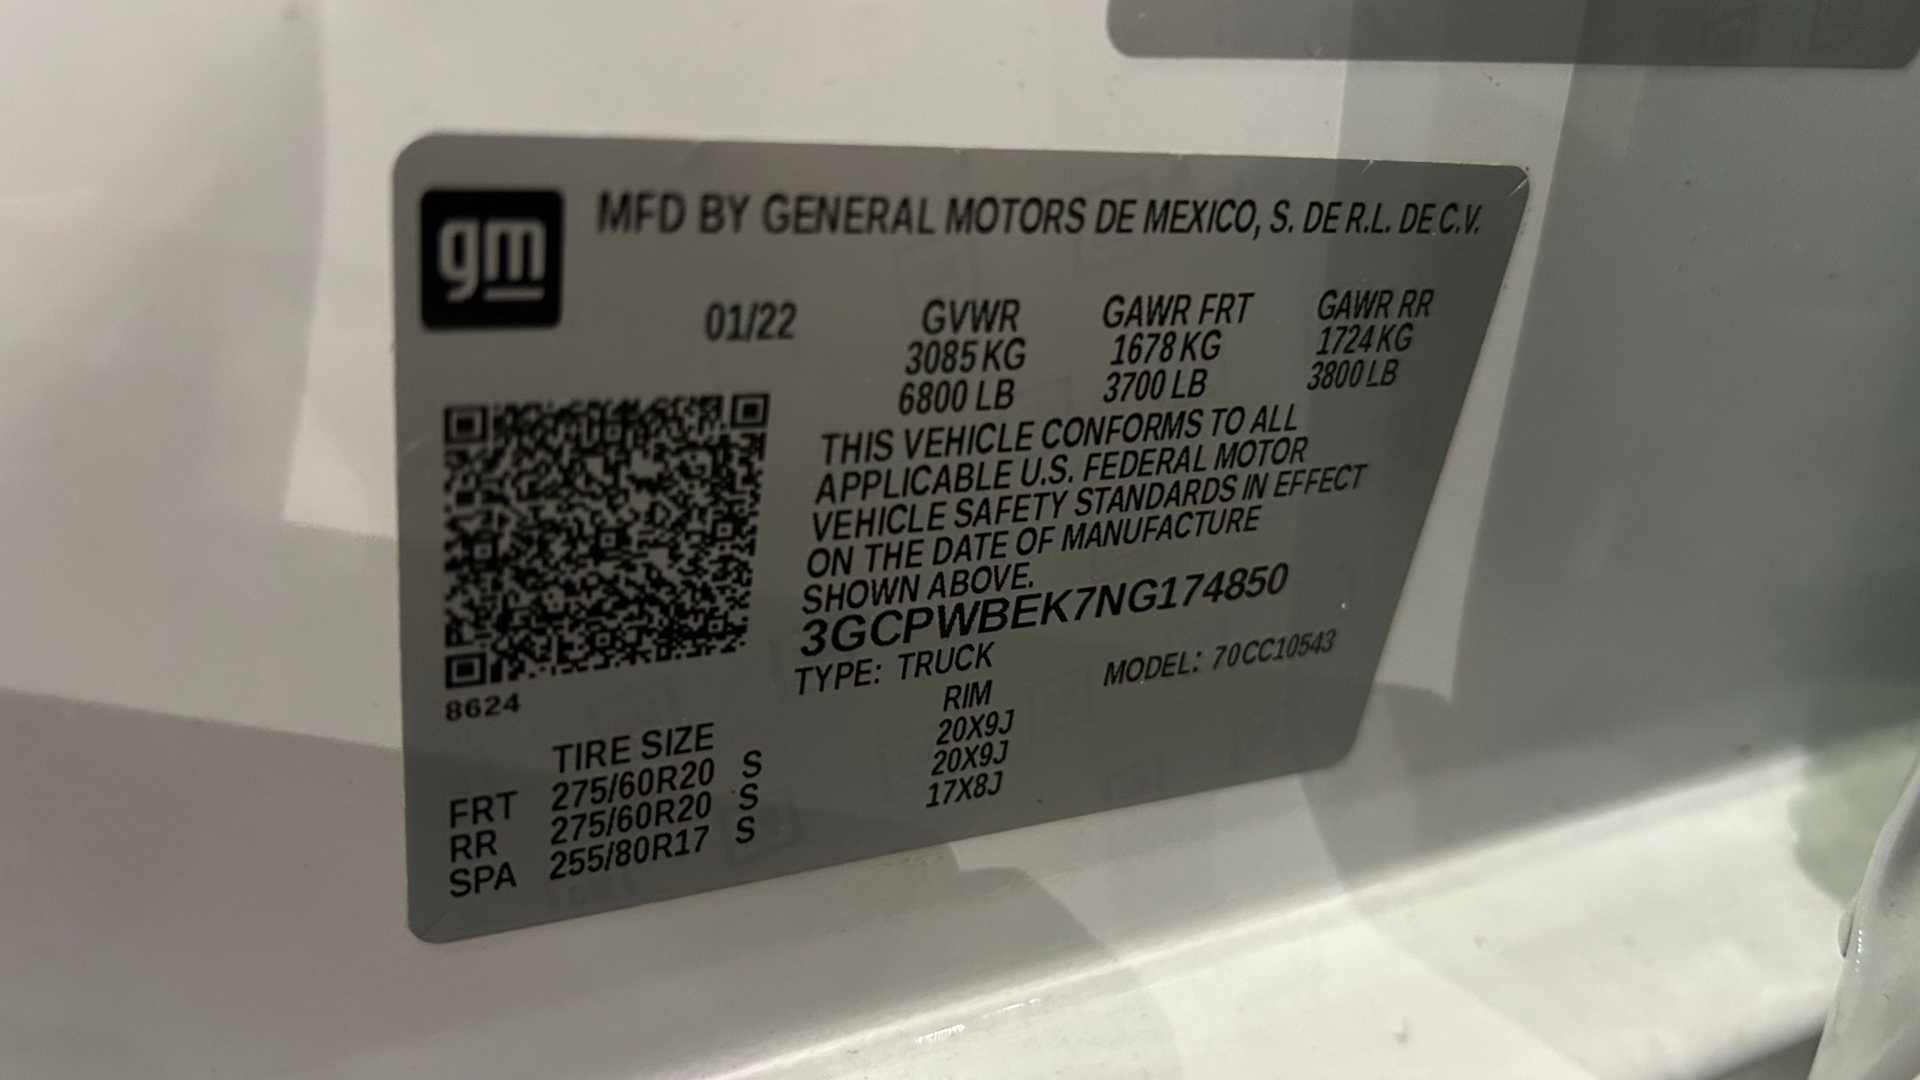 gm
MFD BY GENERAL MOTORS DE MEXICO, S. DE R.L. DE C.V.
01/22 GVWR GAWR FRT GAWR RR
3085 KG 1678 KG 1724 KG
6800 LB 3700 LB 3800 LB
THIS VEHICLE CONFORMS TO ALL
APPLICABLE U.S. FEDERAL MOTOR
VEHICLE SAFETY STANDARDS IN EFFECT
ON THE DATE OF MANUFACTURE
SHOWN ABOVE.
3GCPWBEK7NG174850
TYPE: TRUCK MODEL: 70CC10543
8624
TIRE SIZE RIM
FRT 275/60R20 S 20X9J
RR 275/60R20 S 20X9J
SPA 255/80R17 S 17X8J